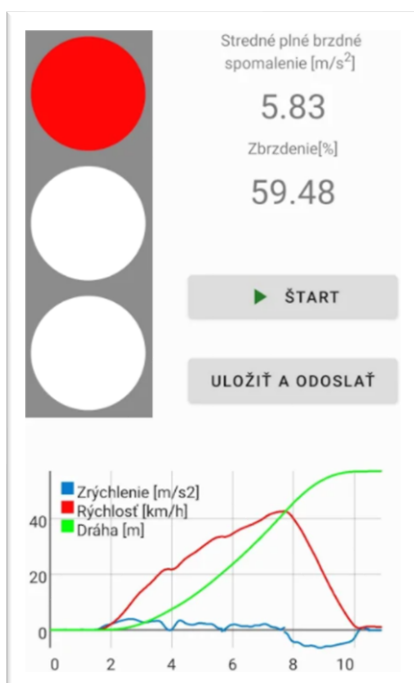 Stredné plné brzdné
spomalenie [m/s2]
5.83
Zbrzdenie[%]
59.48
ŠTART
ULOŽIŤ A ODOSLAŤ
Zrýchlenie [m/s2]
Rýchlosť [km/h]
Dráha [m]
40
20
0
0 2 4 6 8 10